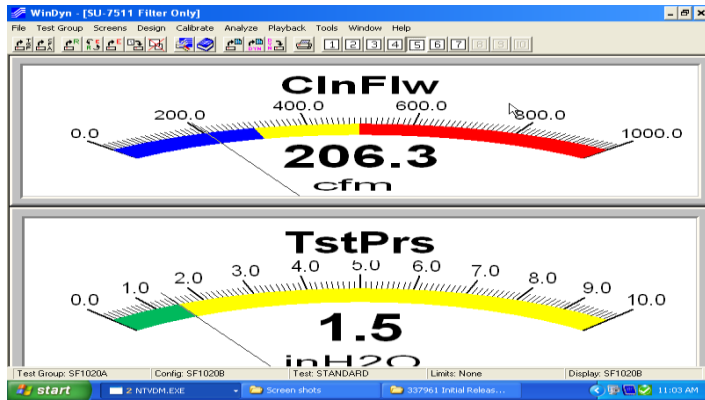 WinDyn - [SU-7511 Filter Only]
File Test Group Screens Design Calibrate Analyze Playback Tools Window Help
1 2 3 4 5 6 7 8 9 10
ClnFlw
0.0 200.0 400.0 600.0 800.0 1000.0
206.3
cfm
TstPrs
0.0 1.0 2.0 3.0 4.0 5.0 6.0 7.0 8.0 9.0 10.0
1.5
inH2O
Test Group: SF1020A Config: SF1020B Test: STANDARD Limits: None Display: SF1020B
start 2 NTVDM.EXE Screen shots 337961 Initial Releas... 11:03 AM